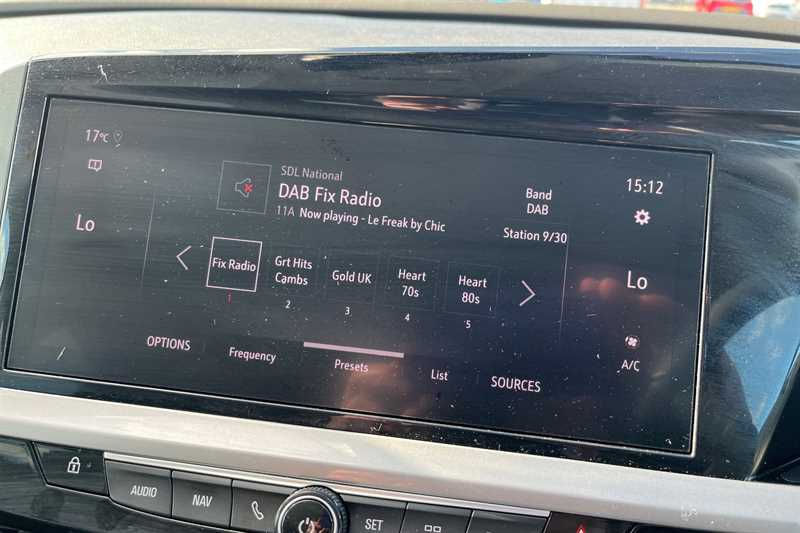 17°C
SDL National
DAB Fix Radio
11A Now playing - Le Freak by Chic
Band
DAB
Station 9/30
15:12
Lo
Lo
Fix Radio
1
Grt Hits
Cambs
2
Gold UK
3
Heart
70s
4
Heart
80s
5
A/C
OPTIONS
Frequency
Presets
List
SOURCES
AUDIO
NAV
SET